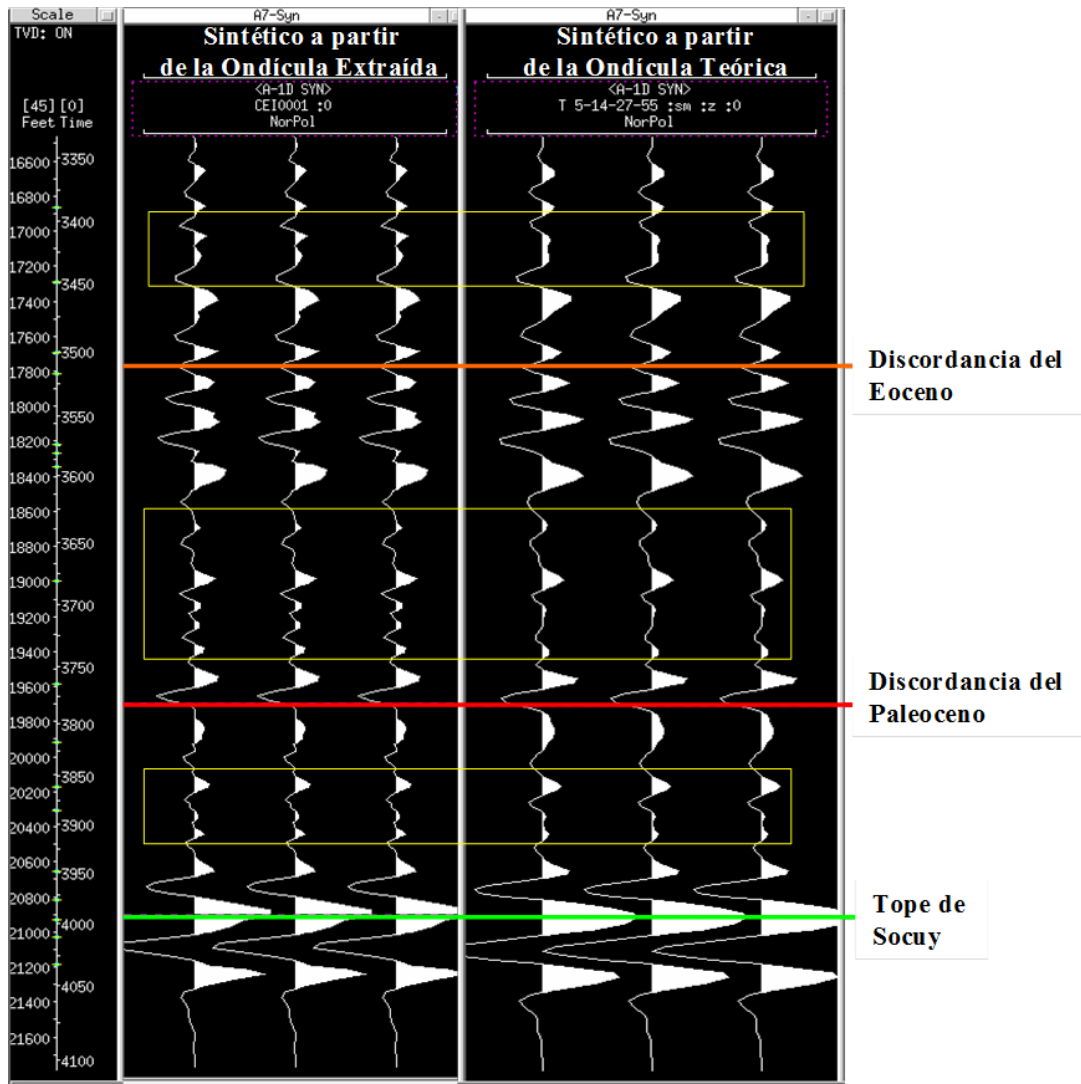 Scale
A7-Syn
A7-Syn
TVD: ON
Sintético a partir
de la Ondícula Extraída
Sintético a partir
de la Ondícula Teórica
<A-1D SYN>
CEI0001 :0
NorPol
<A-1D SYN>
T 5-14-27-55 :sm :z :0
NorPol
[45] [0]
Feet Time
16600 3350
16800
3400
17000
17200
3450
17400
17600
3500
17800
18000
3550
18200
18400 3600
18600
3650
18800
19000
3700
19200
19400
3750
19600
19800 3800
20000
3850
20200
20400 3900
20600
3950
20800
4000
21000
21200
4050
21400
21600
4100
Discordancia del
Eoceno
Discordancia del
Paleoceno
Tope de
Socuy